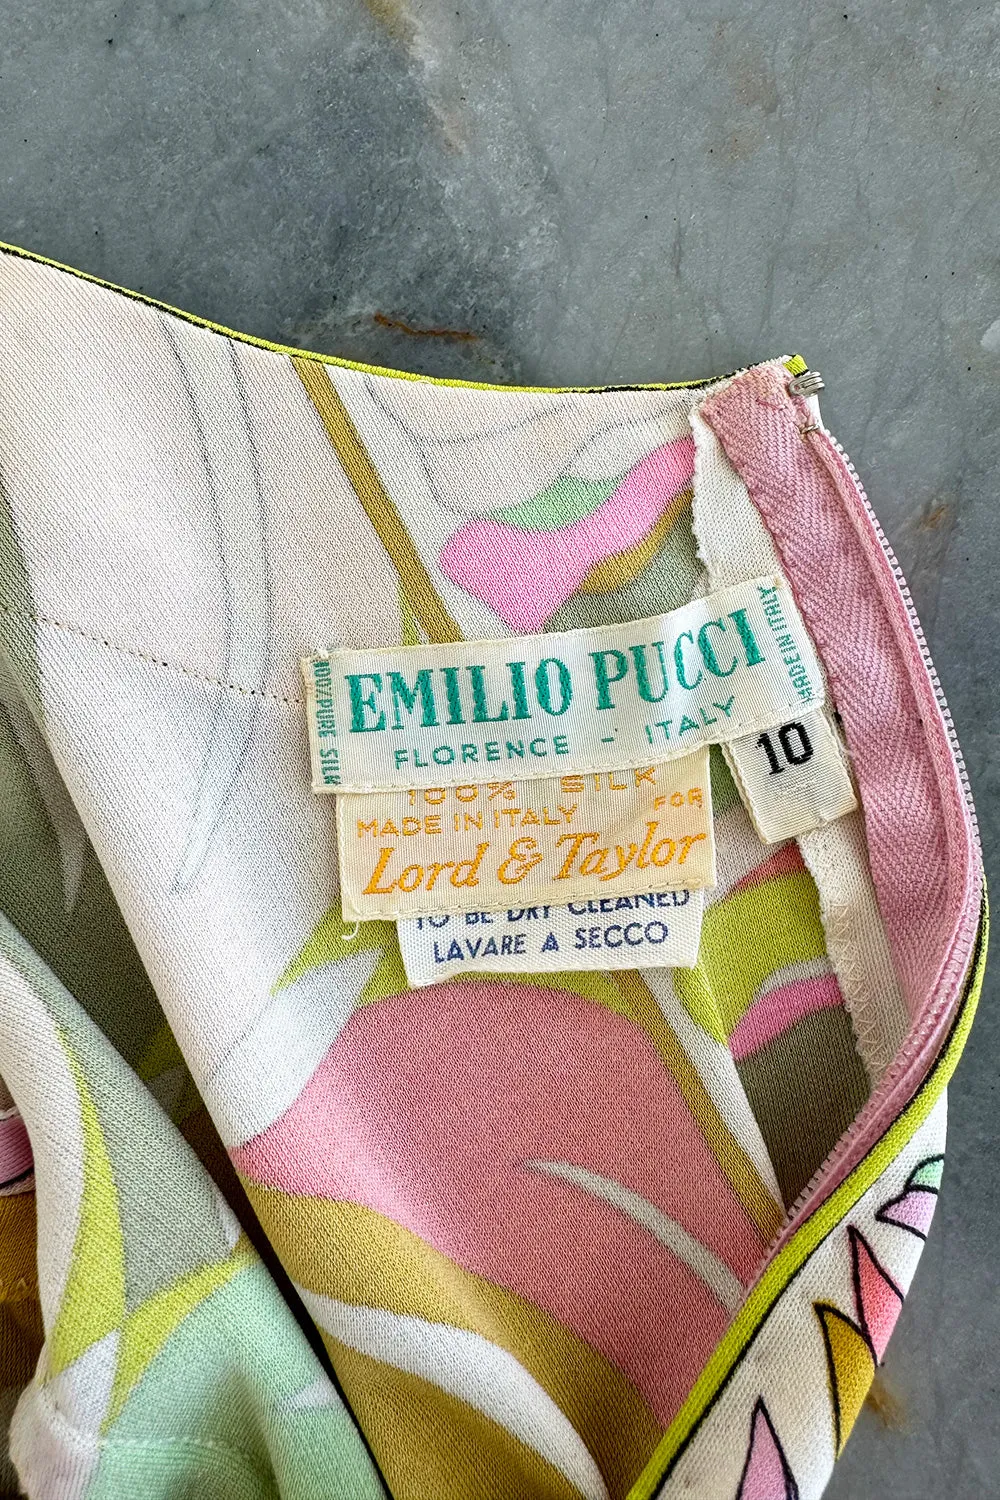 100% PURE SILK
EMILIO PUCCI
FLORENCE - ITALY
MADE IN ITALY
10
100% SILK
MADE IN ITALY FOR
Lord & Taylor
TO BE DRY CLEANED
LAVARE A SECCO